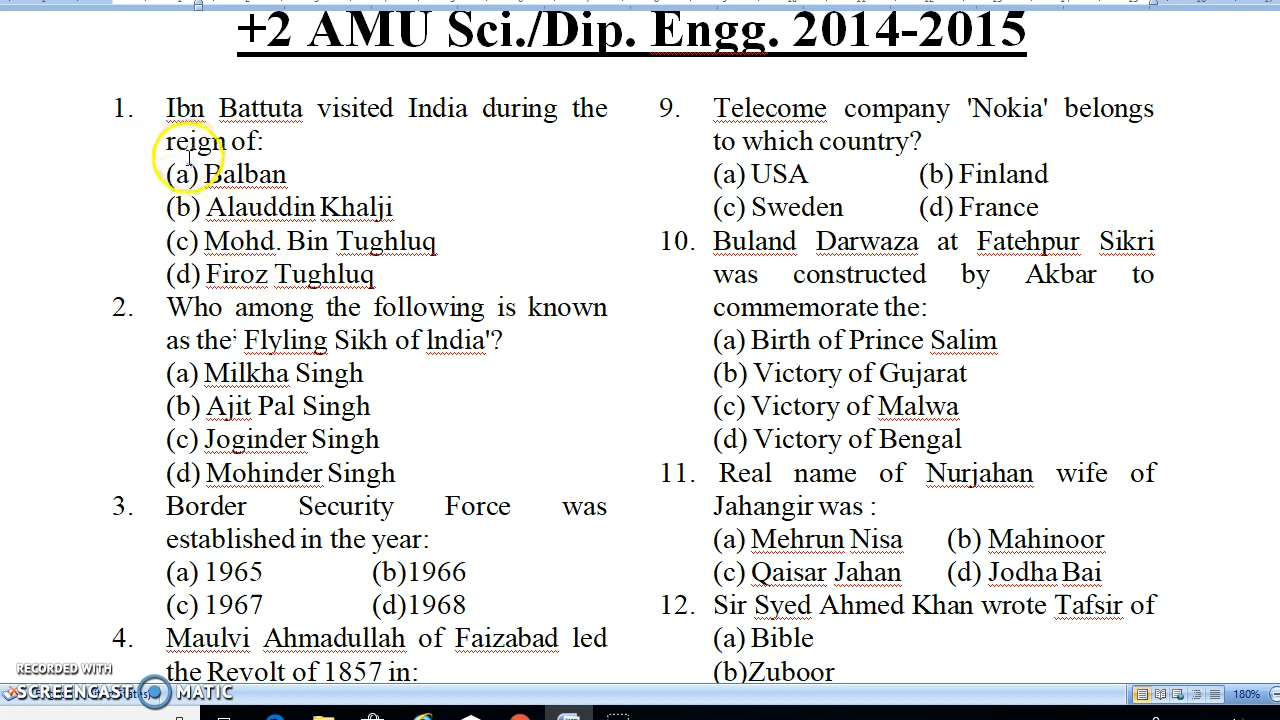 +2 AMU Sci./Dip. Engg. 2014-2015
1. Ibn Battuta visited India during the
reign of:
(a) Balban
(b) Alauddin Khalji
(c) Mohd. Bin Tughluq
(d) Firoz Tughluq
2. Who among the following is known
as the; Flyling Sikh of lndia'?
(a) Milkha Singh
(b) Ajit Pal Singh
(c) Joginder Singh
(d) Mohinder Singh
3. Border Security Force was
established in the year:
(a) 1965 (b)1966
(c) 1967 (d)1968
4. Maulvi Ahmadullah of Faizabad led
the Revolt of 1857 in:
9. Telecome company 'Nokia' belongs
to which country?
(a) USA (b) Finland
(c) Sweden (d) France
10. Buland Darwaza at Fatehpur Sikri
was constructed by Akbar to
commemorate the:
(a) Birth of Prince Salim
(b) Victory of Gujarat
(c) Victory of Malwa
(d) Victory of Bengal
11. Real name of Nurjahan wife of
Jahangir was :
(a) Mehrun Nisa (b) Mahinoor
(c) Qaisar Jahan (d) Jodha Bai
12. Sir Syed Ahmed Khan wrote Tafsir of
(a) Bible
(b)Zuboor
RECORDED WITH
SCREENCAST MATIC
180%